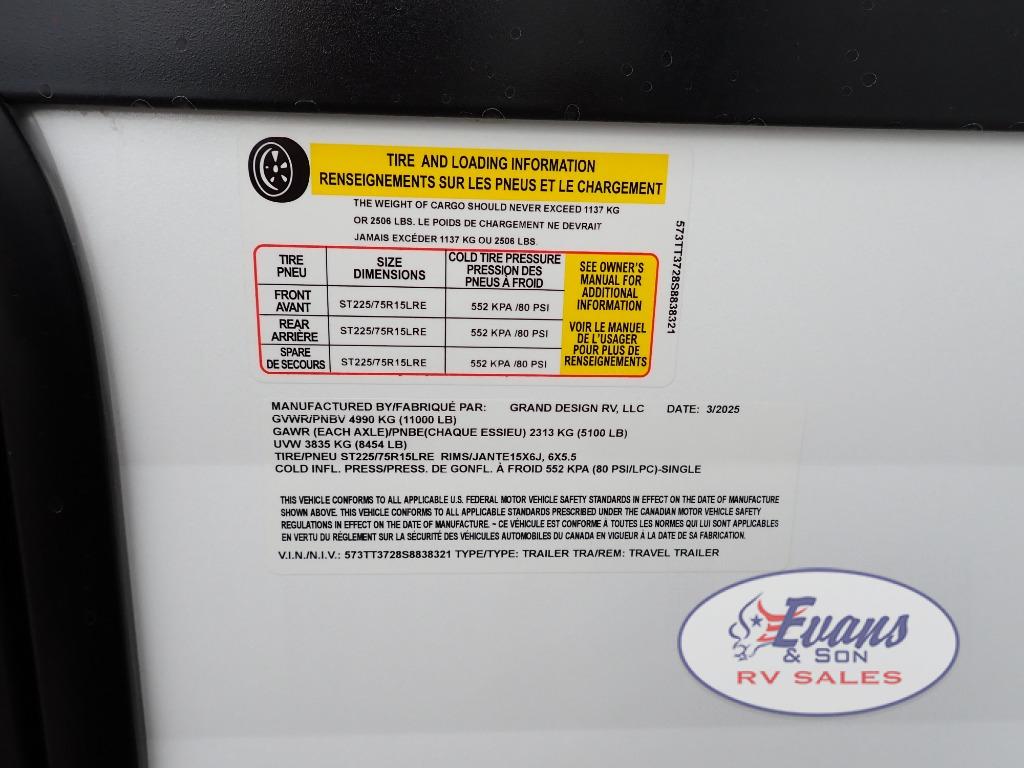 TIRE AND LOADING INFORMATION
RENSEIGNEMENTS SUR LES PNEUS ET LE CHARGEMENT
THE WEIGHT OF CARGO SHOULD NEVER EXCEED 1137 KG
OR 2506 LBS. LE POIDS DE CHARGEMENT NE DEVRAIT
JAMAIS EXCÉDER 1137 KG OU 2506 LBS.
TIRE
PNEU
SIZE
DIMENSIONS
COLD TIRE PRESSURE
PRESSION DES
PNEUS À FROID
FRONT
AVANT
ST225/75R15LRE
552 KPA /80 PSI
REAR
ARRIÈRE
ST225/75R15LRE
552 KPA /80 PSI
SPARE
DE SECOURS
ST225/75R15LRE
552 KPA /80 PSI
SEE OWNER'S
MANUAL FOR
ADDITIONAL
INFORMATION
VOIR LE MANUEL
DE L'USAGER
POUR PLUS DE
RENSEIGNEMENTS
573TT3728S8838321
MANUFACTURED BY/FABRIQUÉ PAR: GRAND DESIGN RV, LLC DATE: 3/2025
GVWR/PNBV 4990 KG (11000 LB)
GAWR (EACH AXLE)/PNBE(CHAQUE ESSIEU) 2313 KG (5100 LB)
UVW 3835 KG (8454 LB)
TIRE/PNEU ST225/75R15LRE RIMS/JANTE15X6J, 6X5.5
COLD INFL. PRESS/PRESS. DE GONFL. À FROID 552 KPA (80 PSI/LPC)-SINGLE
THIS VEHICLE CONFORMS TO ALL APPLICABLE U.S. FEDERAL MOTOR VEHICLE SAFETY STANDARDS IN EFFECT ON THE DATE OF MANUFACTURE
SHOWN ABOVE. THIS VEHICLE CONFORMS TO ALL APPLICABLE STANDARDS PRESCRIBED UNDER THE CANADIAN MOTOR VEHICLE SAFETY
REGULATIONS IN EFFECT ON THE DATE OF MANUFACTURE. ~ CE VÉHICULE EST CONFORME À TOUTES LES NORMES QUI LUI SONT APPLICABLES
EN VERTU DU RÈGLEMENT SUR LA SÉCURITÉ DES VÉHICULES AUTOMOBILES DU CANADA EN VIGUEUR À LA DATE DE SA FABRICATION.
V.I.N./N.I.V.: 573TT3728S8838321 TYPE/TYPE: TRAILER TRA/REM: TRAVEL TRAILER
Evans
& SON
RV SALES